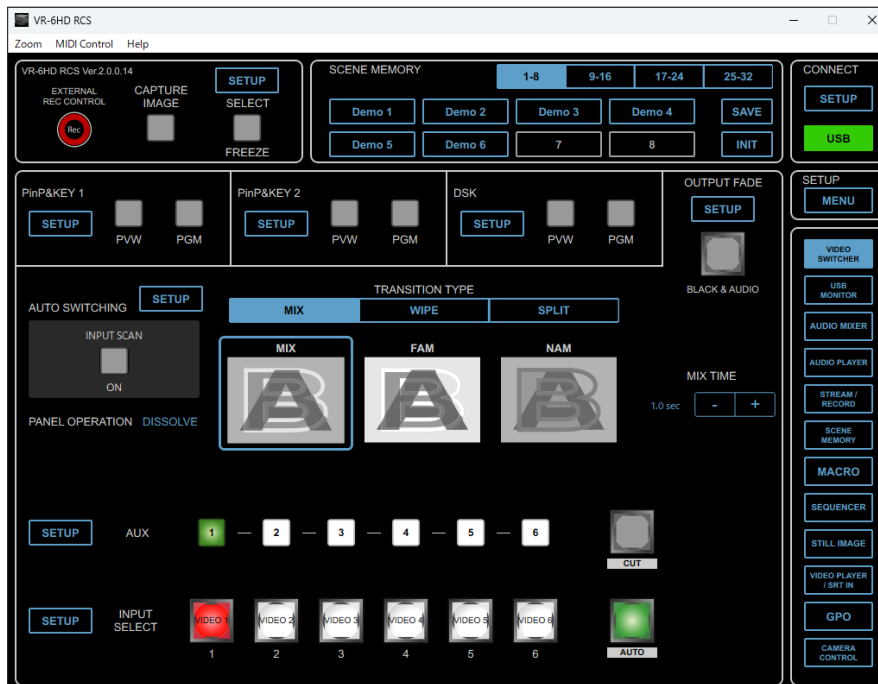 VR-6HD RCS
Zoom MIDI Control Help
VR-6HD RCS Ver.2.0.0.14
EXTERNAL
REC CONTROL
Rec
CAPTURE
IMAGE
SETUP
SELECT
FREEZE
SCENE MEMORY
1-8 9-16 17-24 25-32
Demo 1 Demo 2 Demo 3 Demo 4 SAVE
Demo 5 Demo 6 7 8 INIT
CONNECT
SETUP
USB
PinP&KEY 1
SETUP
PVW PGM
PinP&KEY 2
SETUP
PVW PGM
DSK
SETUP
PVW PGM
OUTPUT FADE
SETUP
BLACK & AUDIO
SETUP
MENU
AUTO SWITCHING SETUP
INPUT SCAN
ON
PANEL OPERATION DISSOLVE
TRANSITION TYPE
MIX WIPE SPLIT
MIX FAM NAM
A B A B A B
MIX TIME
1.0 sec - +
SETUP AUX 1 2 3 4 5 6
CUT
SETUP
INPUT
SELECT
VIDEO 1 VIDEO 2 VIDEO 3 VIDEO 4 VIDEO 5 VIDEO 6
1 2 3 4 5 6
AUTO
VIDEO
SWITCHER
USB
MONITOR
AUDIO MIXER
AUDIO PLAYER
STREAM /
RECORD
SCENE
MEMORY
MACRO
SEQUENCER
STILL IMAGE
VIDEO PLAYER
/ SRT IN
GPO
CAMERA
CONTROL